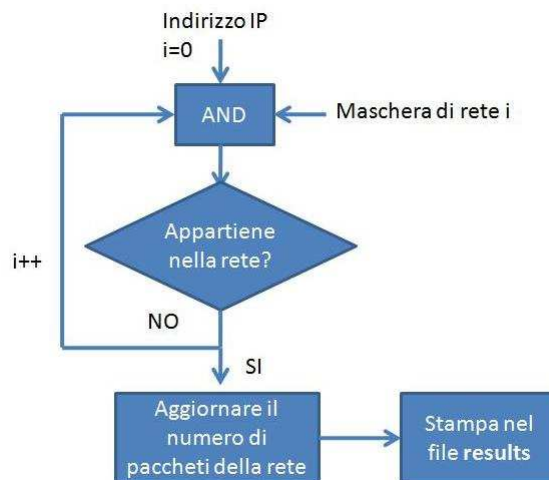 Indirizzo IP
i=0
AND
Maschera di rete i
Appartiene
nella rete?
i++
NO
SI
Aggiornare il
numero di
paccheti della rete
Stampa nel
file results